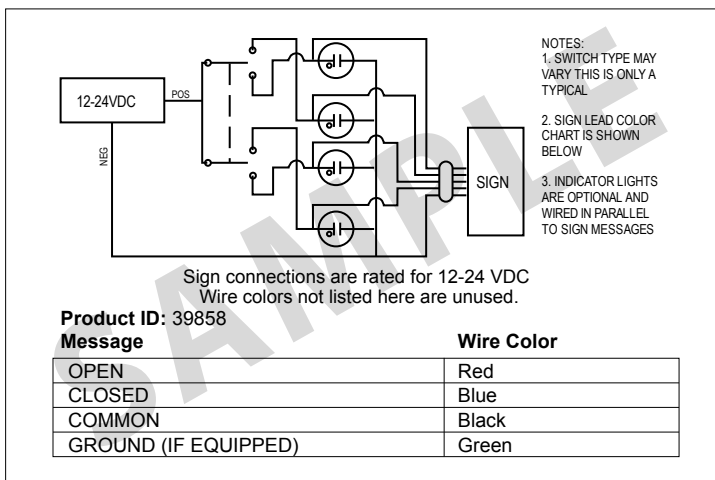 NOTES:
1. SWITCH TYPE MAY
VARY THIS IS ONLY A
TYPICAL
2. SIGN LEAD COLOR
CHART IS SHOWN
BELOW
3. INDICATOR LIGHTS
ARE OPTIONAL AND
WIRED IN PARALLEL
TO SIGN MESSAGES
12-24VDC
POS
NEG
SIGN
SAMPLE
Sign connections are rated for 12-24 VDC
Wire colors not listed here are unused.
Product ID: 39858
Message Wire Color
OPEN Red
CLOSED Blue
COMMON Black
GROUND (IF EQUIPPED) Green